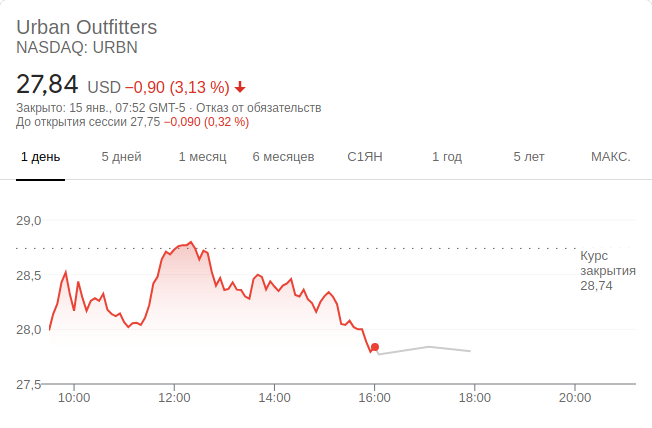 Urban Outfitters
NASDAQ: URBN
27,84 USD −0,90 (3,13 %)
Закрыто: 15 янв., 07:52 GMT-5 · Отказ от обязательств
До открытия сессии 27,75 −0,090 (0,32 %)
1 день 5 дней 1 месяц 6 месяцев С1ЯН 1 год 5 лет МАКС.
29,0
Курс
закрытия
28,74
28,5
28,0
27,5
10:00 12:00 14:00 16:00 18:00 20:00